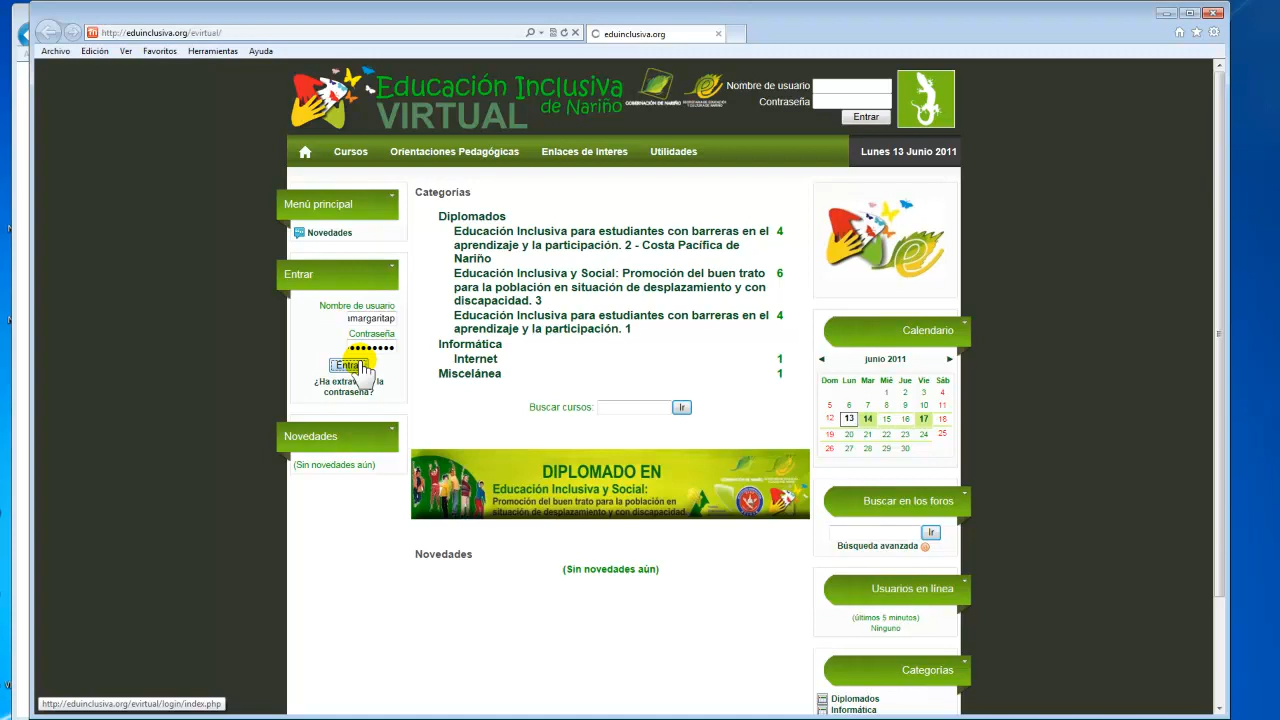 http://eduinclusiva.org/evirtual/
eduinclusiva.org
Archivo Edición Ver Favoritos Herramientas Ayuda
Educación Inclusiva
de Nariño
VIRTUAL
GOBERNACIÓN DE NARIÑO
Nombre de usuario
Contraseña
Entrar
Cursos Orientaciones Pedagógicas Enlaces de Interes Utilidades
Lunes 13 Junio 2011
Menú principal
Novedades
Entrar
Nombre de usuario
margaritap
Contraseña
Entra
¿Ha extra la
contraseña?
Novedades
(Sin novedades aún)
Categorías
Diplomados
Educación Inclusiva para estudiantes con barreras en el 4
aprendizaje y la participación. 2 - Costa Pacífica de
Nariño
Educación Inclusiva y Social: Promoción del buen trato 6
para la población en situación de desplazamiento y con
discapacidad. 3
Educación Inclusiva para estudiantes con barreras en el 4
aprendizaje y la participación. 1
Informática
Internet 1
Miscelánea 1
Buscar cursos: Ir
DIPLOMADO EN
Educación Inclusiva y Social:
Promoción del buen trato para la población en
situación de desplazamiento y con discapacidad.
Novedades
(Sin novedades aún)
Calendario
◄ junio 2011 ►
Dom Lun Mar Mié Jue Vie Sáb
1 2 3 4
5 6 7 8 9 10 11
12 13 14 15 16 17 18
19 20 21 22 23 24 25
26 27 28 29 30
Buscar en los foros
Ir
Búsqueda avanzada
Usuarios en línea
(últimos 5 minutos)
Ninguno
Categorías
Diplomados
Informática
http://eduinclusiva.org/evirtual/login/index.php